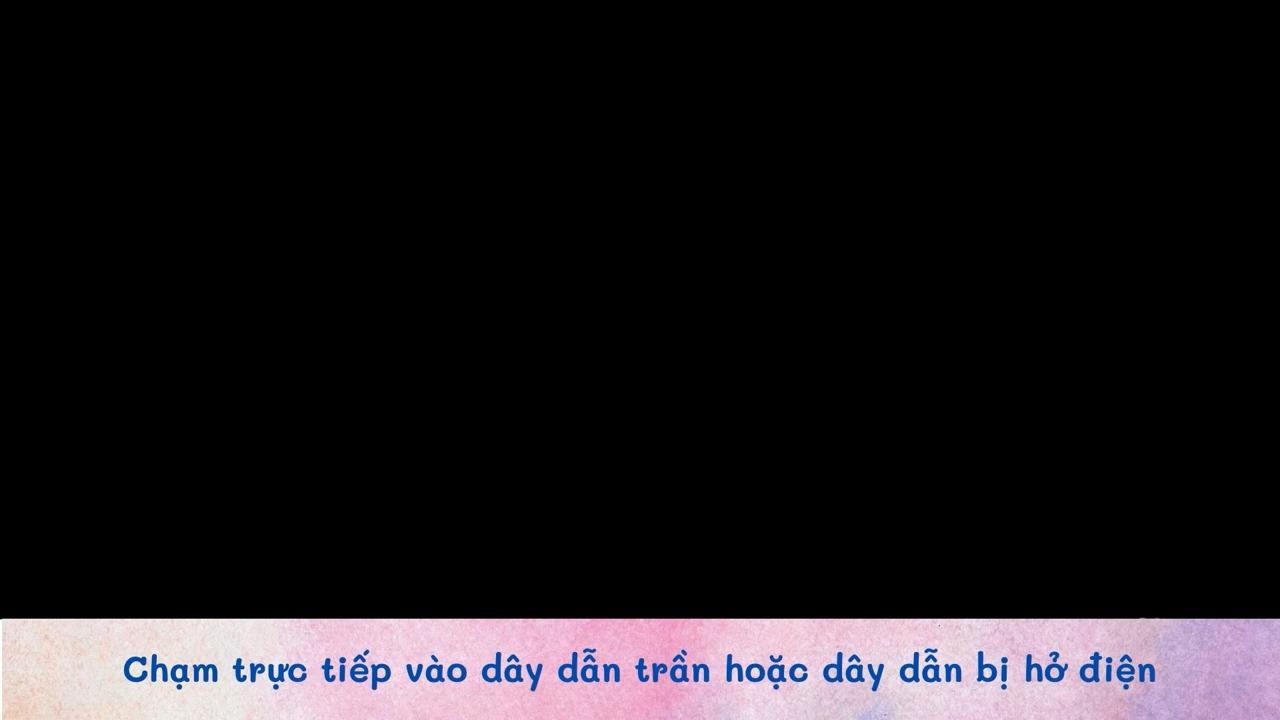 Chạm trực tiếp vào dây dẫn trần hoặc dây dẫn bị hở điện